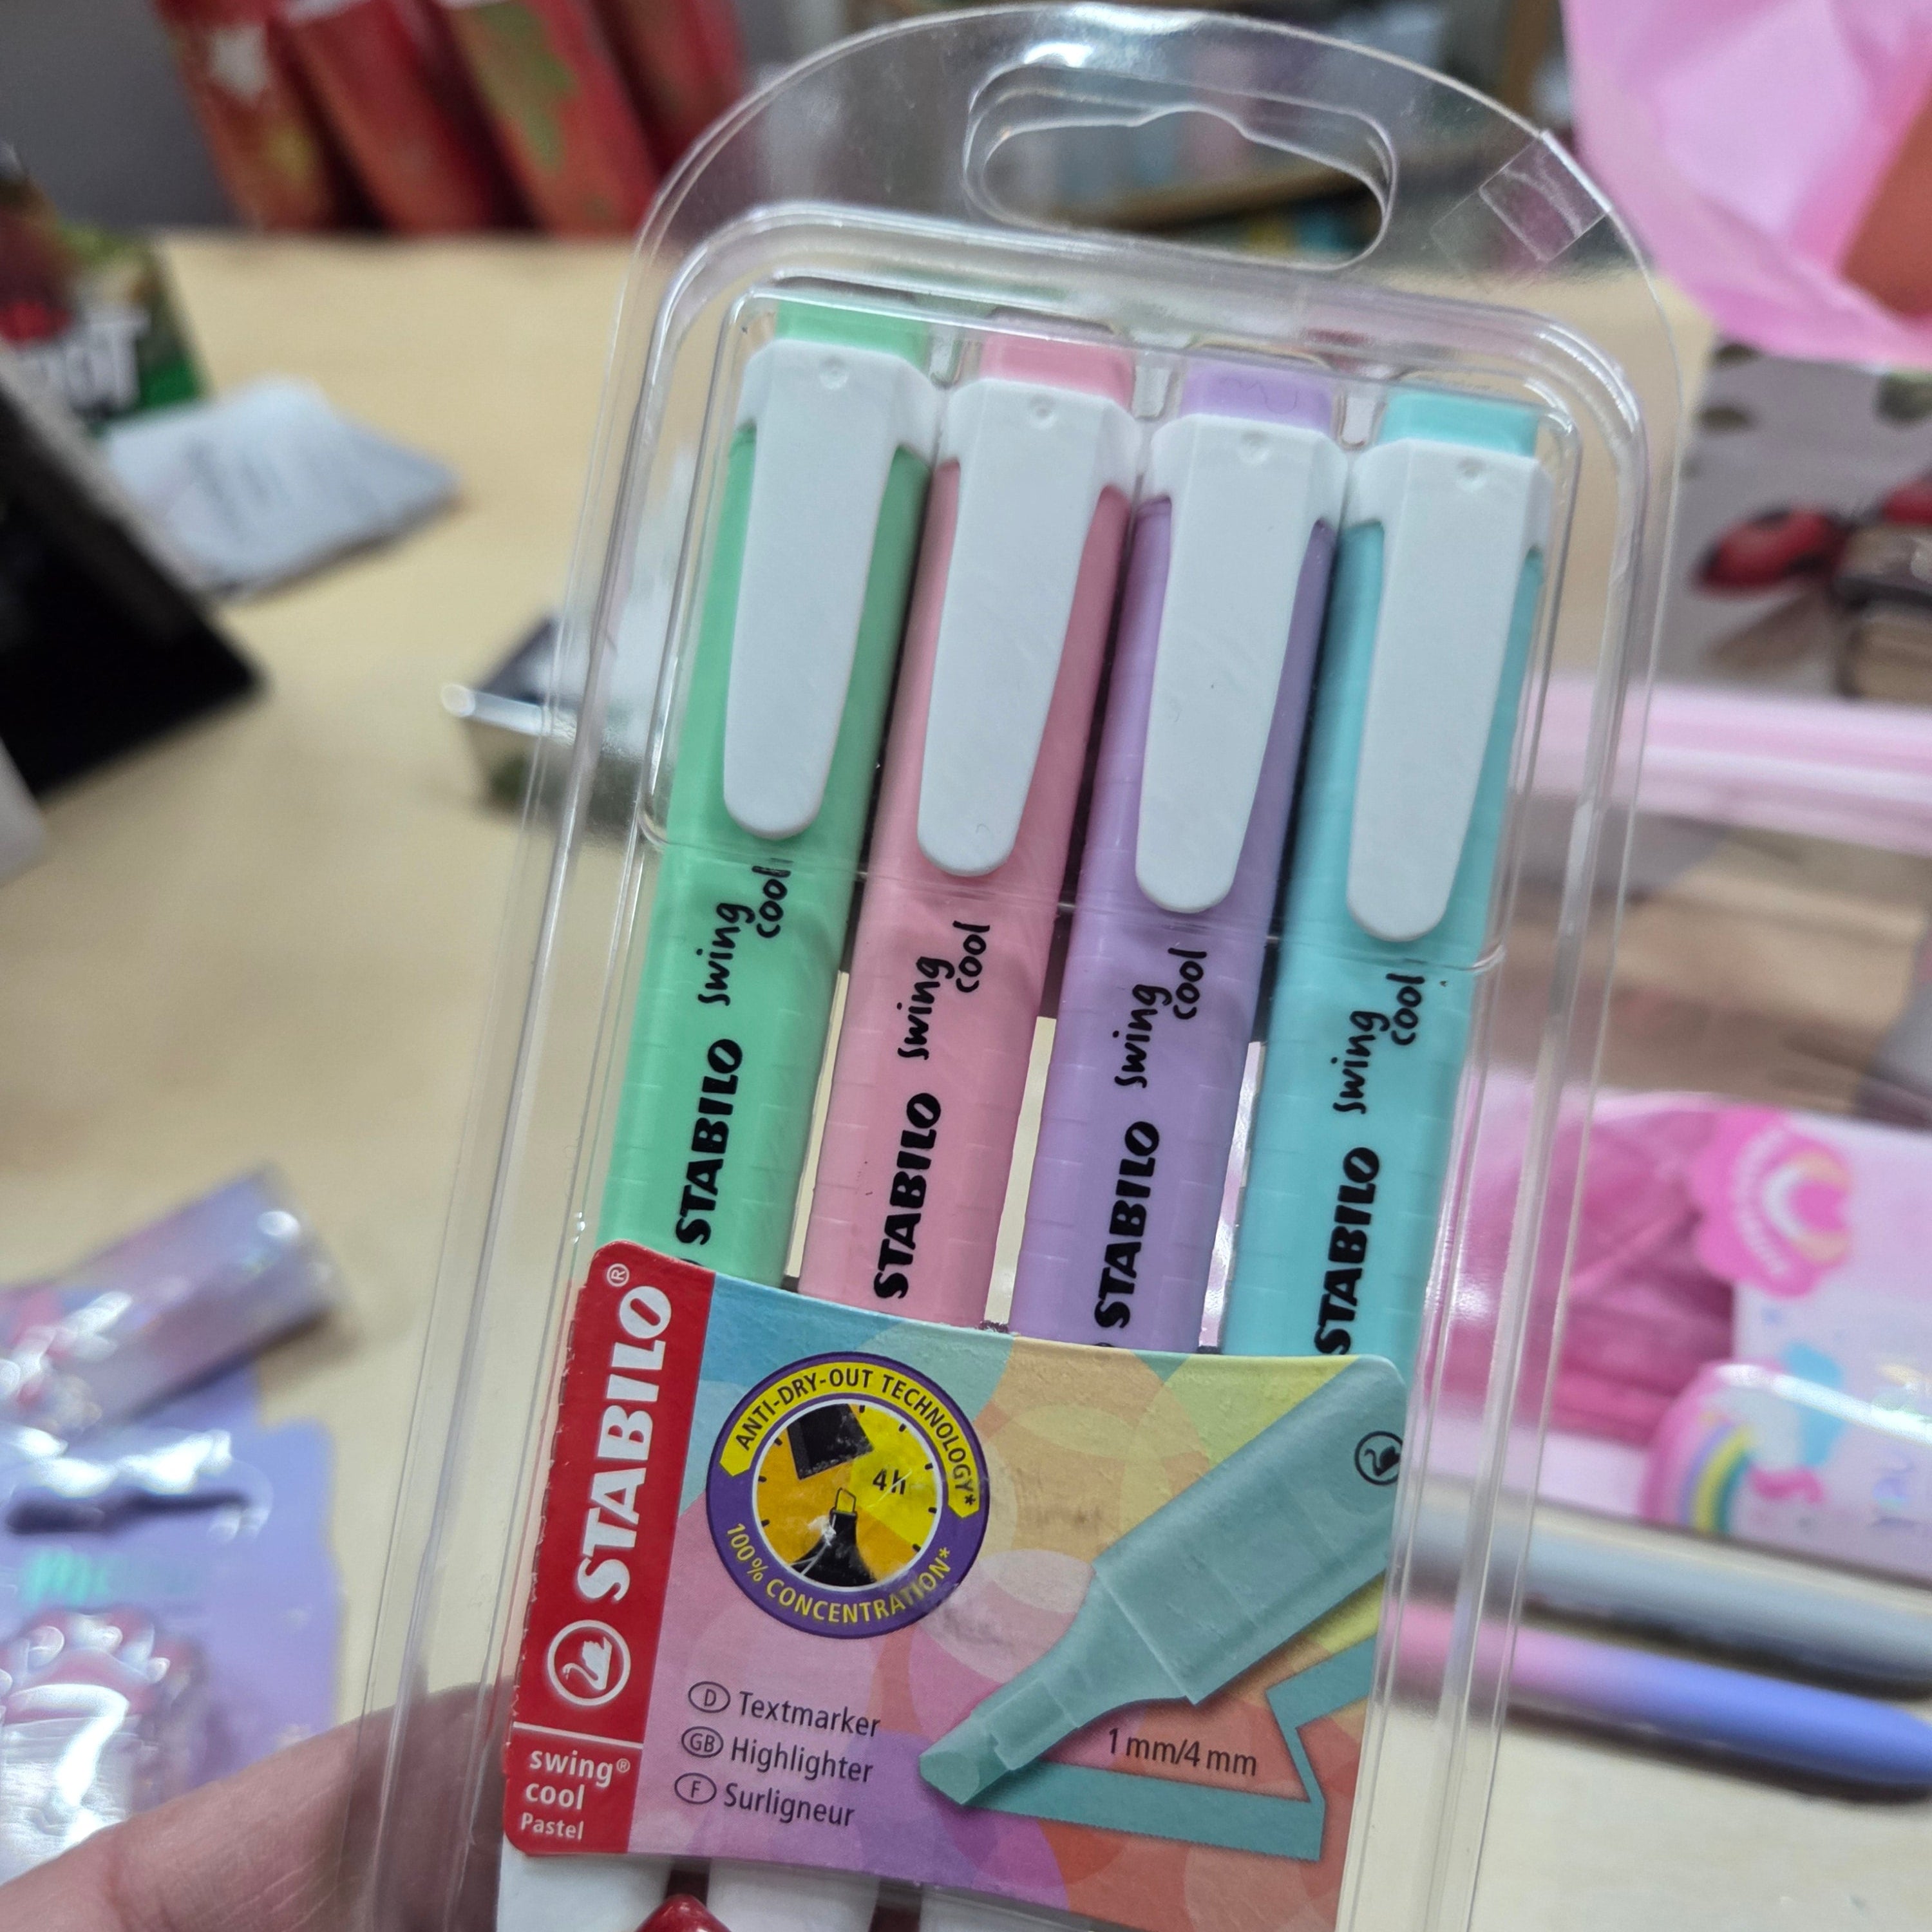 swing
cool
STABILO
swing
cool
STABILO
swing
cool
STABILO
swing
cool
STABILO
STABILO®
swing®
cool
Pastel
ANTI-DRY-OUT TECHNOLOGY*
4h
100% CONCENTRATION*
D Textmarker
GB Highlighter
F Surligneur
1 mm/4 mm